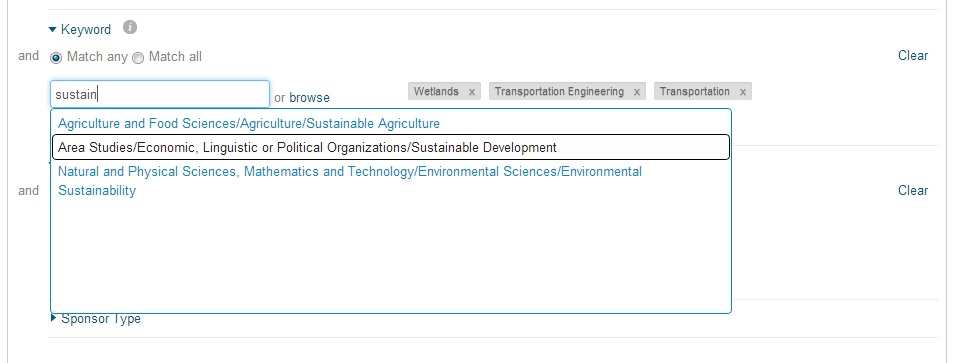 Keyword i
and Match any Match all Clear
sustain or browse Wetlands x Transportation Engineering x Transportation x
Agriculture and Food Sciences/Agriculture/Sustainable Agriculture
Area Studies/Economic, Linguistic or Political Organizations/Sustainable Development
Natural and Physical Sciences, Mathematics and Technology/Environmental Sciences/Environmental
Sustainability
and Clear
Sponsor Type